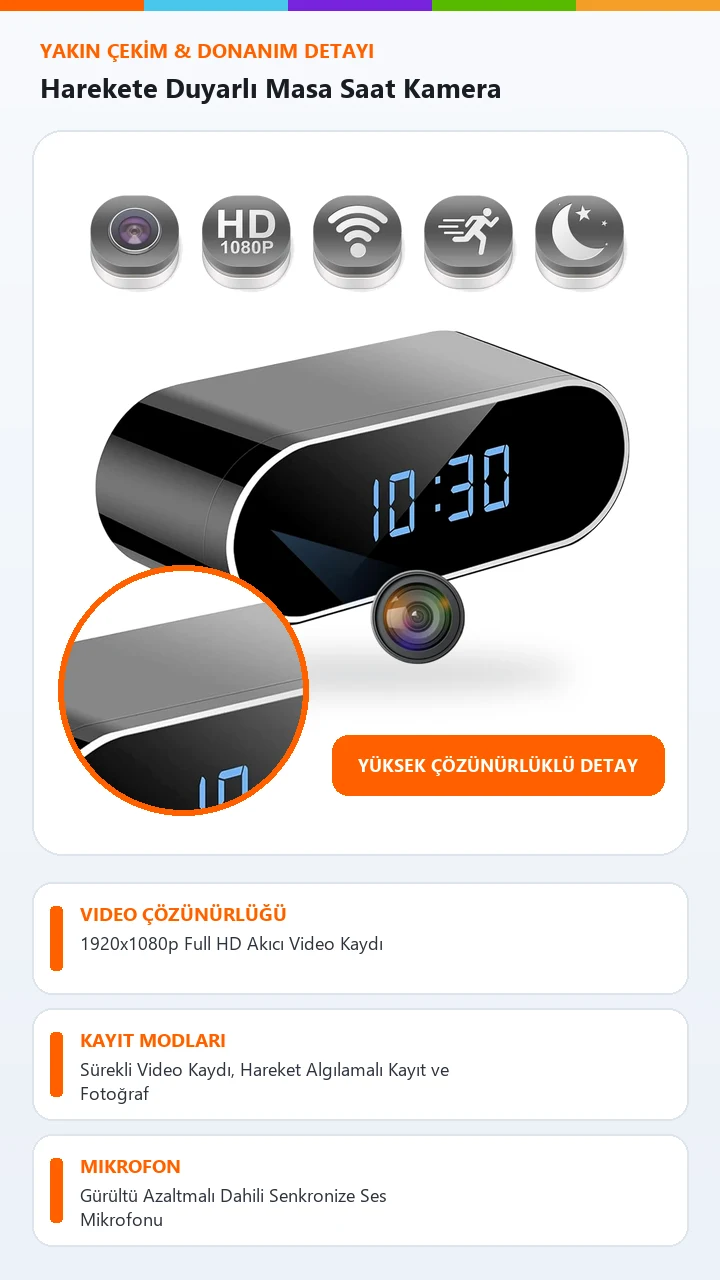 YAKIN ÇEKİM & DONANIM DETAYI
Harekete Duyarlı Masa Saat Kamera
HD
1080P
10:30
10
YÜKSEK ÇÖZÜNÜRLÜKLÜ DETAY
VIDEO ÇÖZÜNÜRLÜĞÜ
1920x1080p Full HD Akıcı Video Kaydı
KAYIT MODLARI
Sürekli Video Kaydı, Hareket Algılamalı Kayıt ve
Fotoğraf
MIKROFON
Gürültü Azaltmalı Dahili Senkronize Ses
Mikrofonu